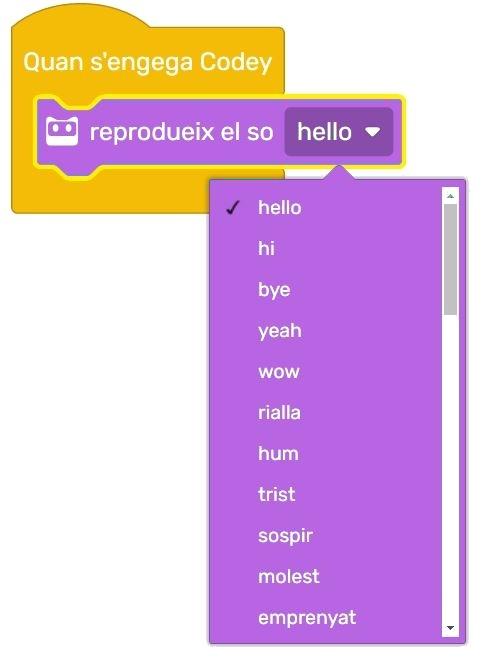 Quan s'engega Codey
reprodueix el so hello
hello
hi
bye
yeah
wow
rialla
hum
trist
sospir
molest
emprenyat